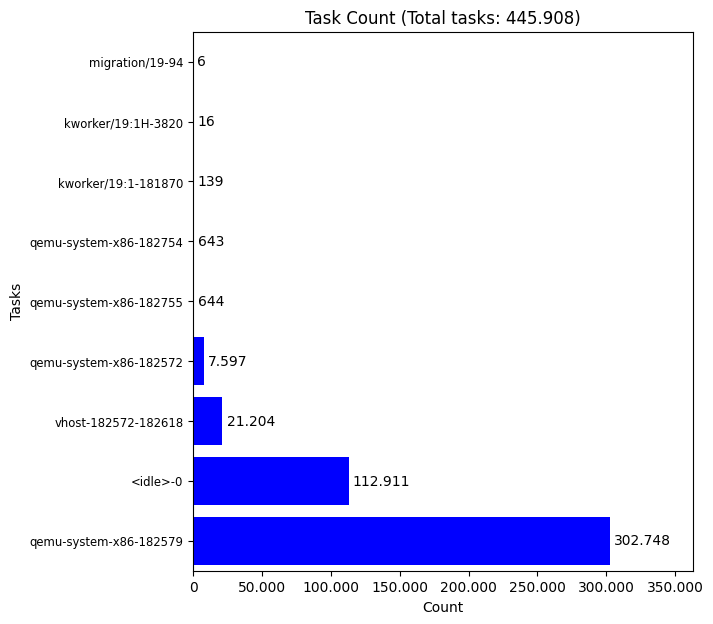 Task Count (Total tasks: 445.908)
Tasks
migration/19-94 6
kworker/19:1H-3820 16
kworker/19:1-181870 139
qemu-system-x86-182754 643
qemu-system-x86-182755 644
qemu-system-x86-182572 7.597
vhost-182572-182618 21.204
<idle>-0 112.911
qemu-system-x86-182579 302.748
0 50.000 100.000 150.000 200.000 250.000 300.000 350.000
Count